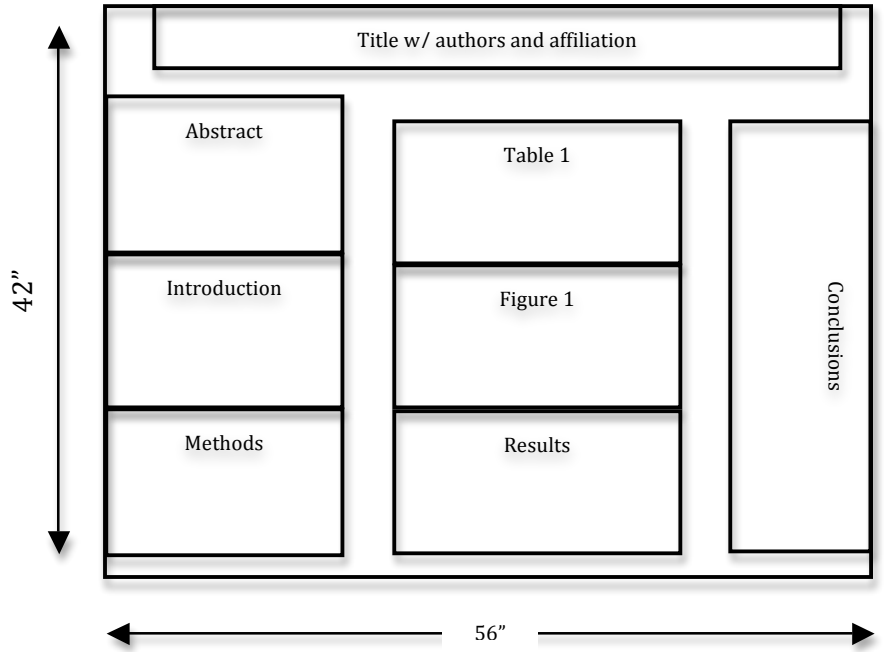 Title w/ authors and affiliation
Abstract
Introduction
Methods
Table 1
Figure 1
Results
Conclusions
42”
56”